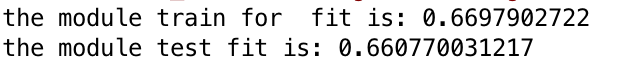 the module train for  fit is: 0.6697902722
the module test fit is: 0.660770031217